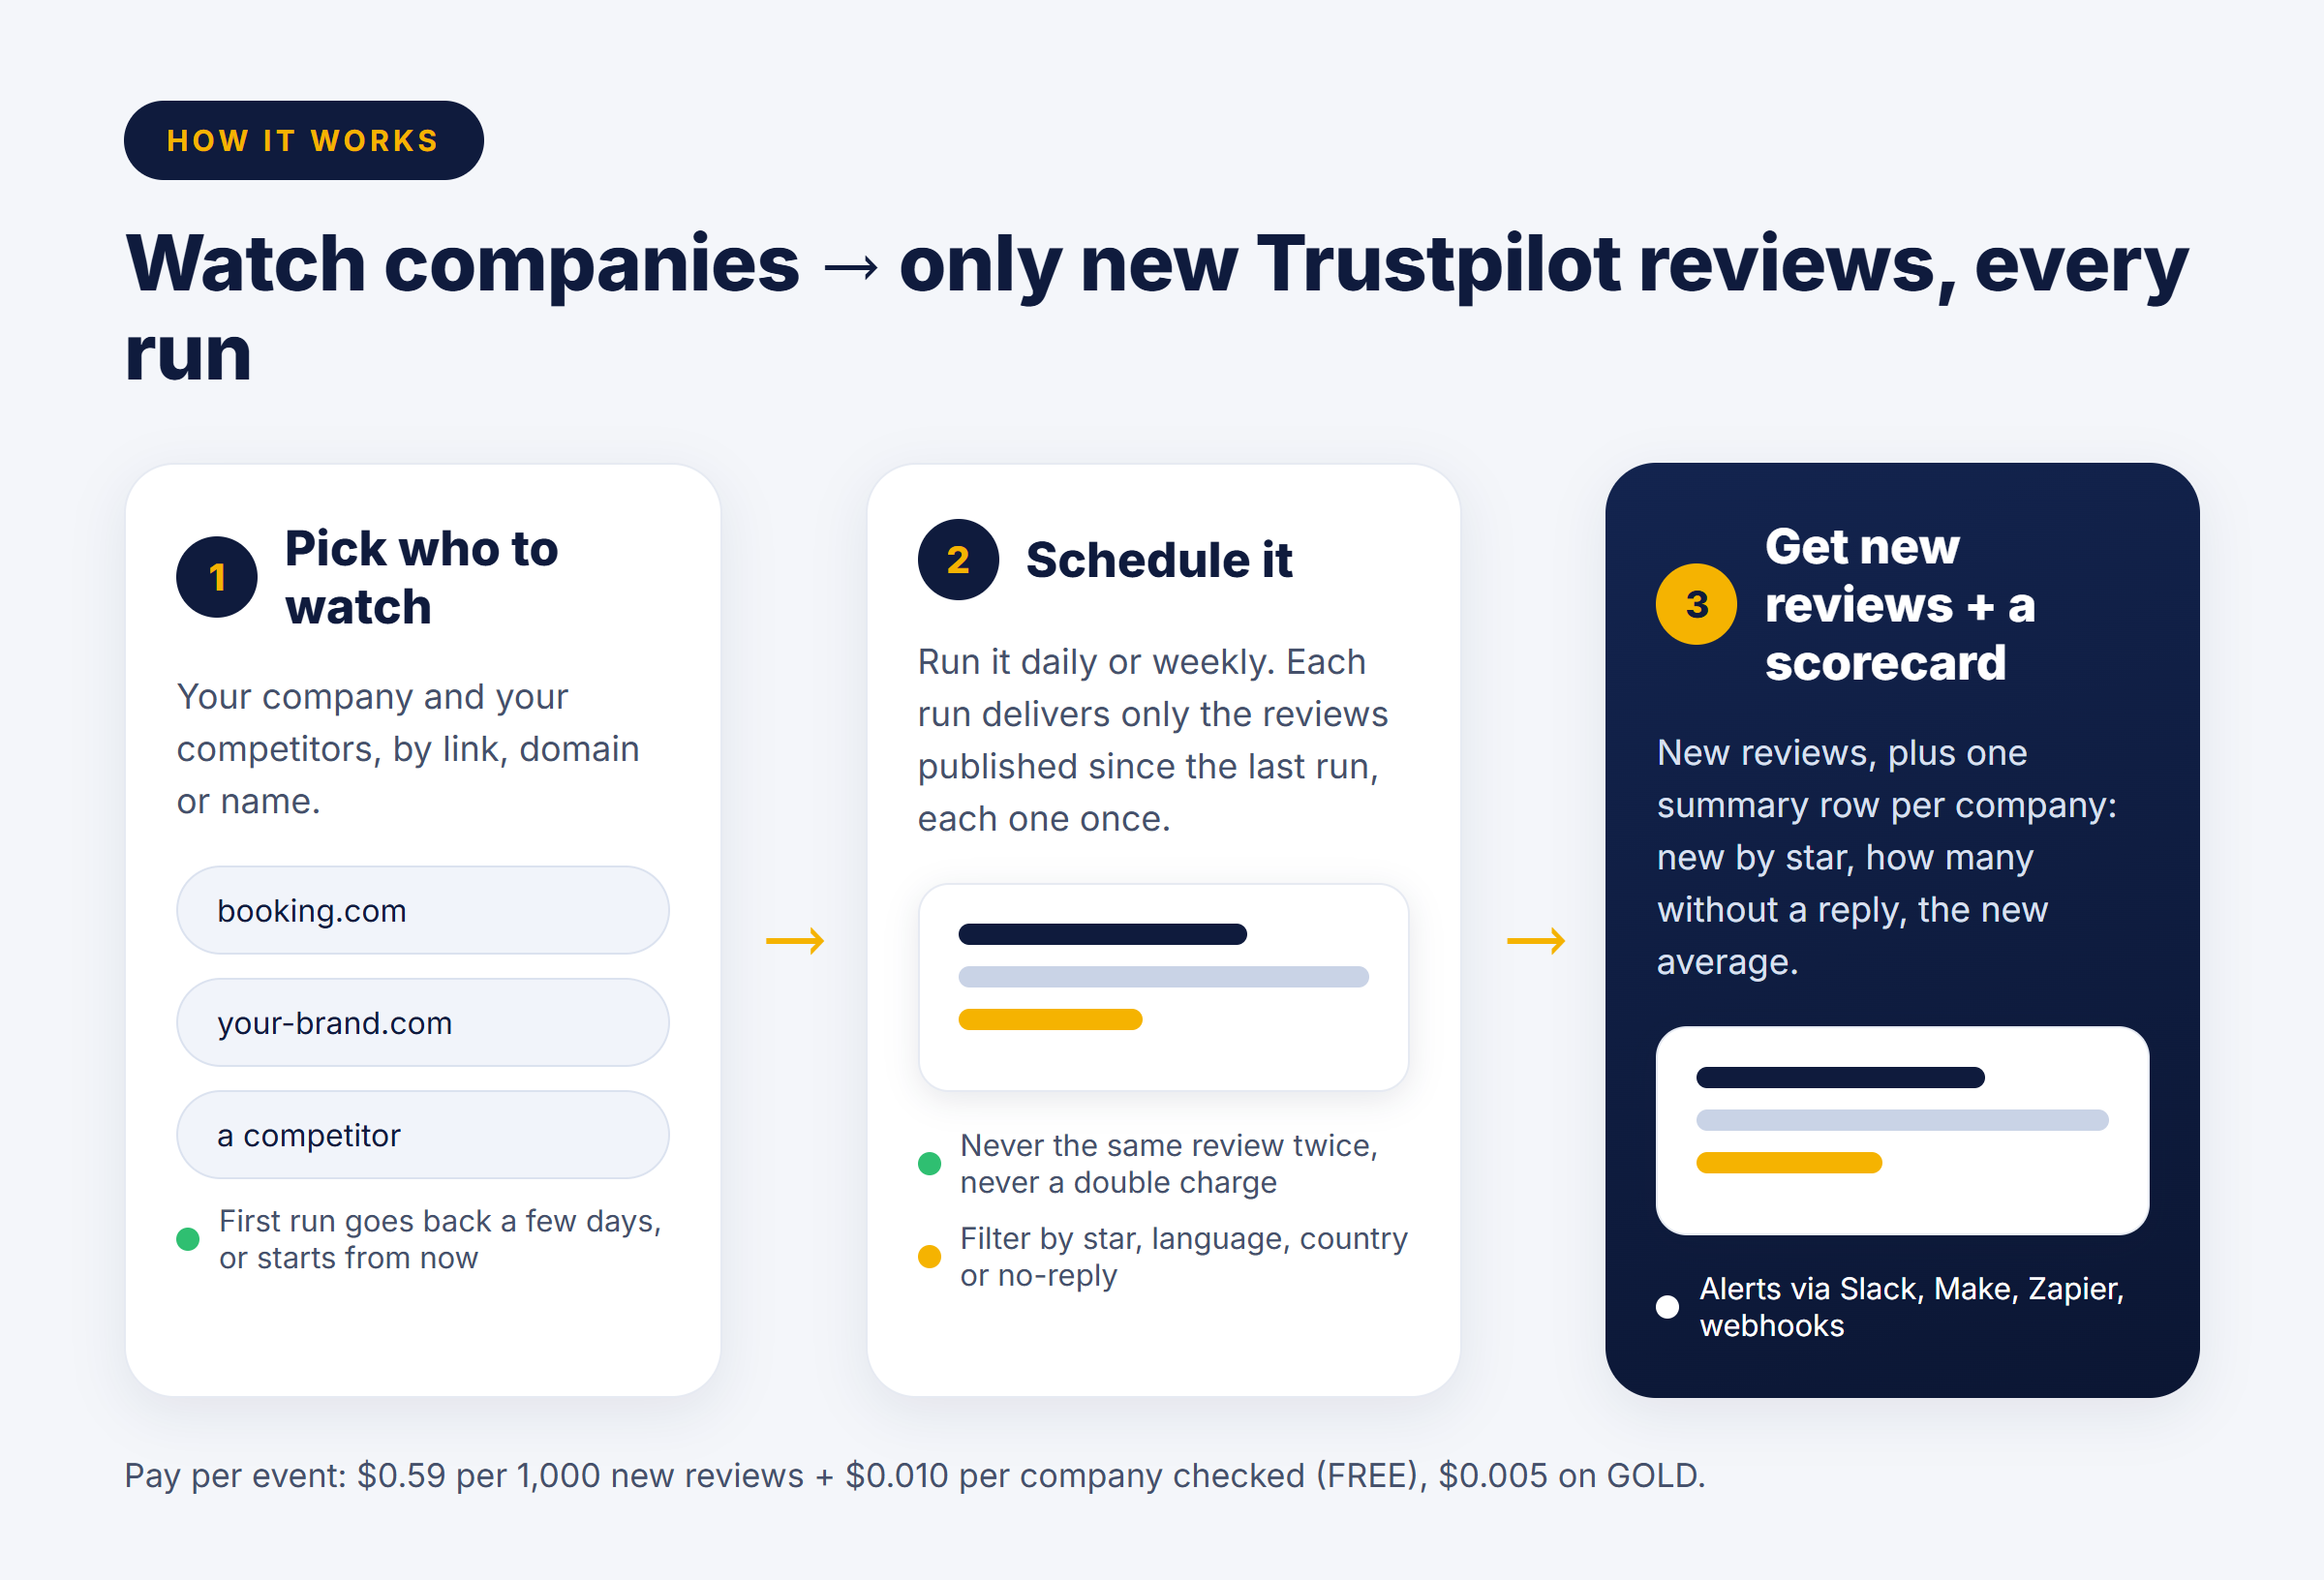 HOW IT WORKS
Watch companies → only new Trustpilot reviews, every
run
1
Pick who to
watch
Your company and your
competitors, by link, domain
or name.
booking.com
your-brand.com
a competitor
First run goes back a few days,
or starts from now
→
2
Schedule it
Run it daily or weekly. Each
run delivers only the reviews
published since the last run,
each one once.
Never the same review twice,
never a double charge
Filter by star, language, country
or no-reply
→
3
Get new
reviews + a
scorecard
New reviews, plus one
summary row per company:
new by star, how many
without a reply, the new
average.
Alerts via Slack, Make, Zapier,
webhooks
Pay per event: $0.59 per 1,000 new reviews + $0.010 per company checked (FREE), $0.005 on GOLD.